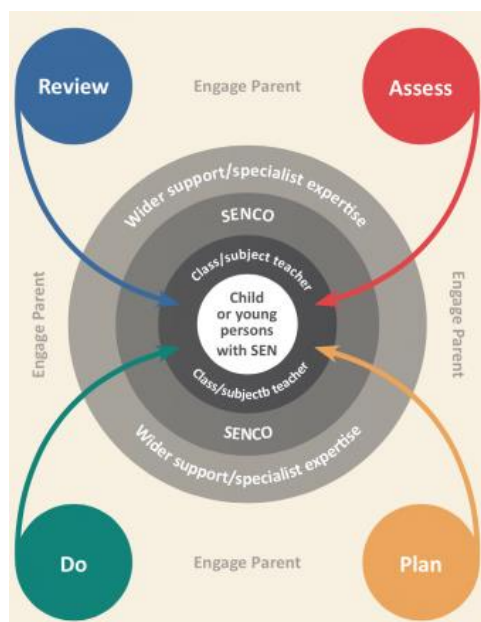 Review
Engage Parent
Assess
Wider support/specialist expertise
SENCO
Class/subject teacher
Engage Parent
Child
or young
persons
with SEN
Engage Parent
Class/subjectb teacher
SENCO
Wider support/specialist expertise
Do
Engage Parent
Plan